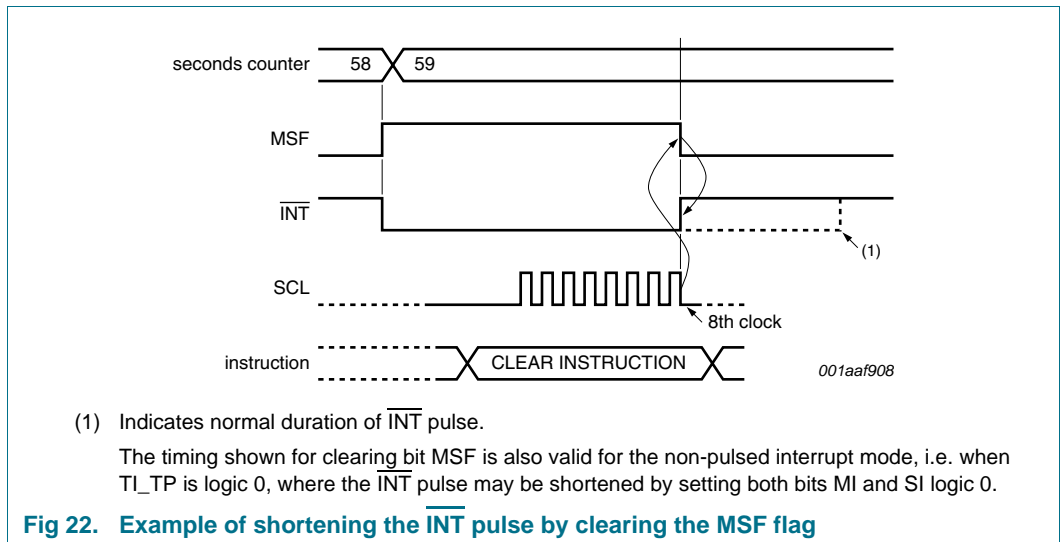 seconds counter 58 59
MSF
INT
(1)
SCL
8th clock
instruction CLEAR INSTRUCTION
001aaf908
(1) Indicates normal duration of INT pulse.
The timing shown for clearing bit MSF is also valid for the non-pulsed interrupt mode, i.e. when
TI_TP is logic 0, where the INT pulse may be shortened by setting both bits MI and SI logic 0.
Fig 22. Example of shortening the INT pulse by clearing the MSF flag